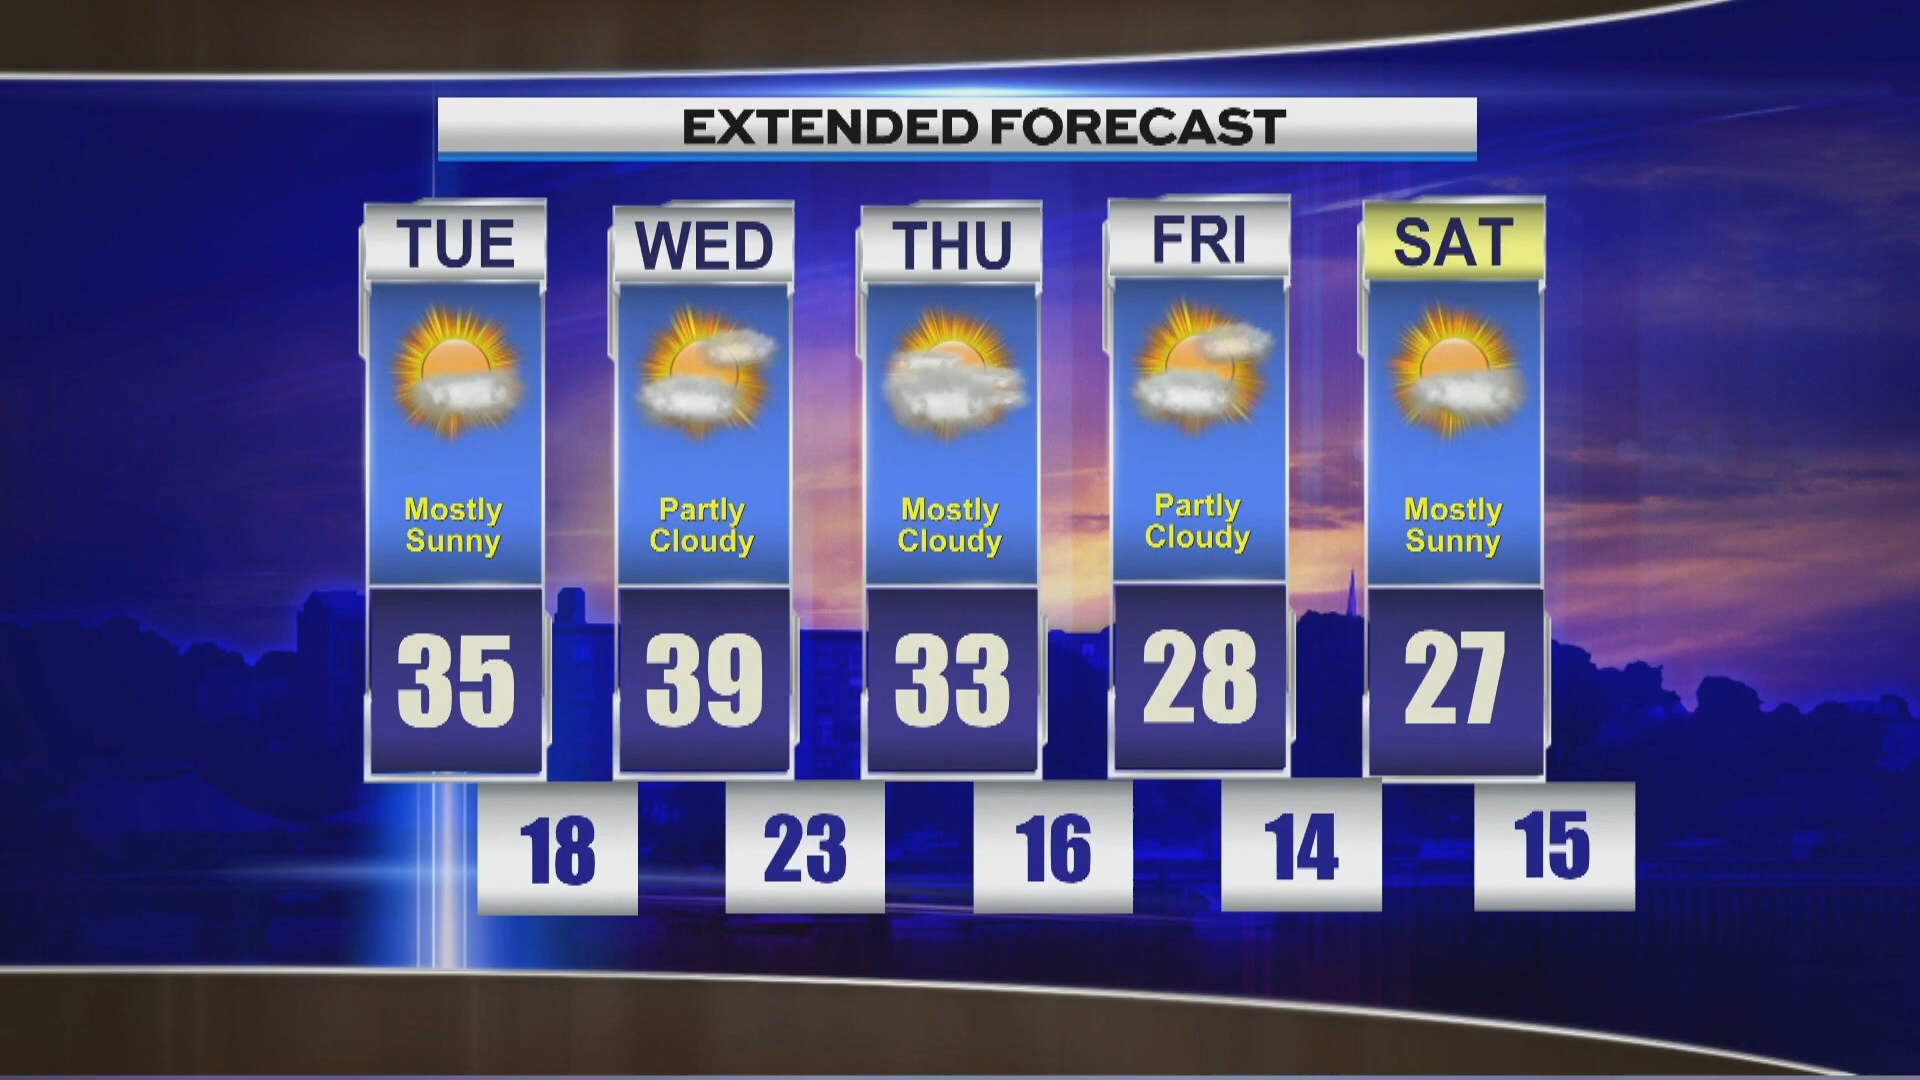 EXTENDED FORECAST
TUE
WED
THU
FRI
SAT
Mostly
Sunny
Partly
Cloudy
Mostly
Cloudy
Partly
Cloudy
Mostly
Sunny
35
39
33
28
27
18
23
16
14
15